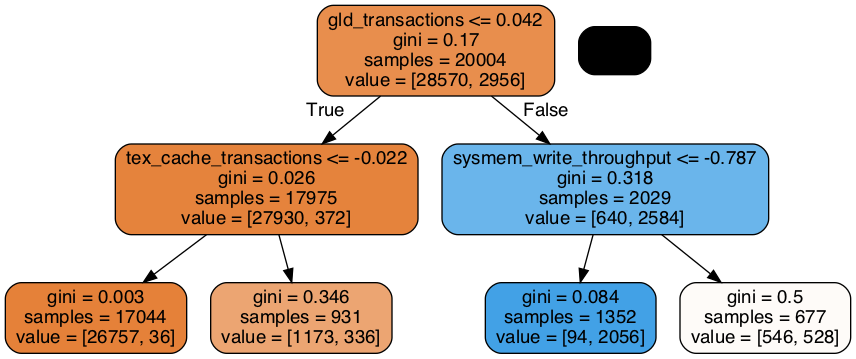 gld_transactions <= 0.042
gini = 0.17
samples = 20004
value = [28570, 2956]
True
False
tex_cache_transactions <= -0.022
gini = 0.026
samples = 17975
value = [27930, 372]
sysmem_write_throughput <= -0.787
gini = 0.318
samples = 2029
value = [640, 2584]
gini = 0.003
samples = 17044
value = [26757, 36]
gini = 0.346
samples = 931
value = [1173, 336]
gini = 0.084
samples = 1352
value = [94, 2056]
gini = 0.5
samples = 677
value = [546, 528]